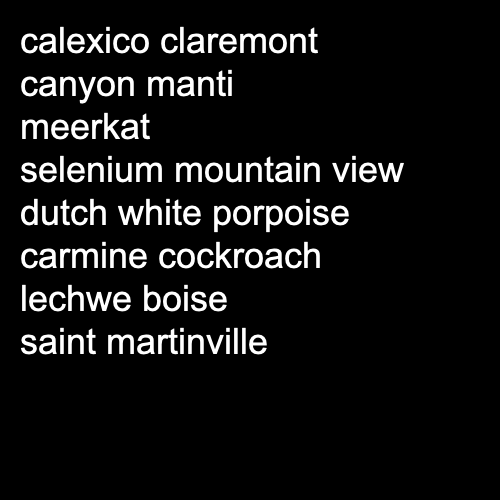 calexico claremont
canyon manti
meerkat
selenium mountain view
dutch white porpoise
carmine cockroach
lechwe boise
saint martinville